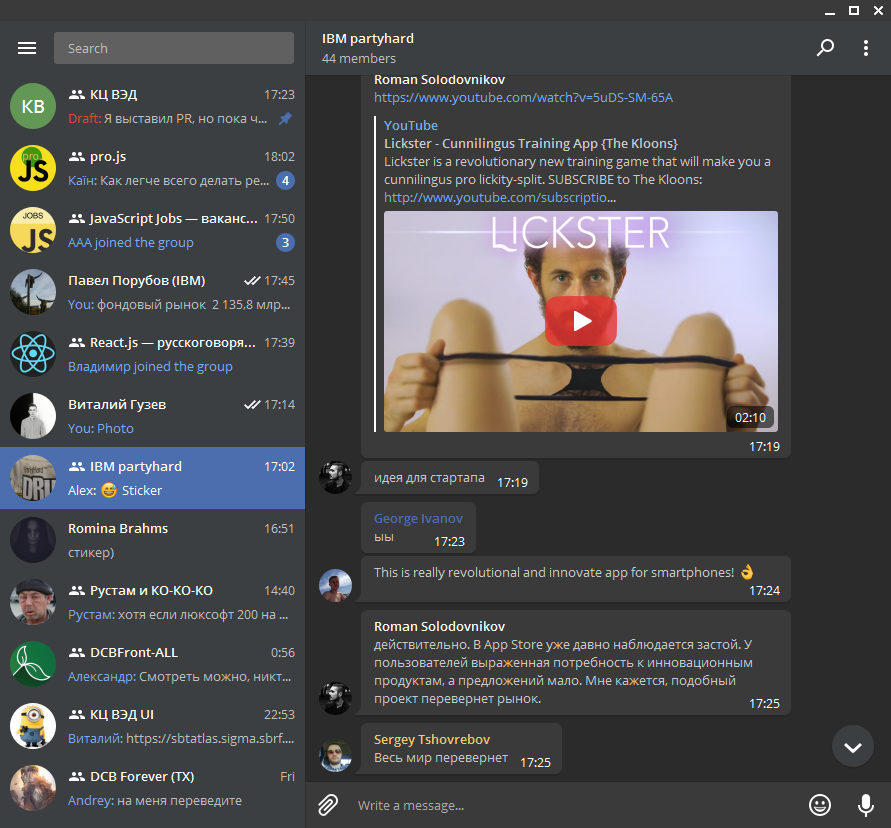 Search
КВ
КЦ ВЭД
17:23
Draft: Я выставил PR, но пока ч...
pro
JS
pro.js
18:02
Каїн: Как легче всего делать ре...
4
JOBS
JS
JavaScript Jobs — ваканс...
17:50
AAA joined the group
3
Павел Порубов (IBM)
17:45
You: фондовый рынок 2 135,8 млр...
React.js — русскоговоря...
17:39
Владимир joined the group
Виталий Гузев
17:14
You: Photo
IBM partyhard
17:02
Alex: 😅 Sticker
Romina Brahms
16:51
стикер)
Рустам и КО-КО-КО
14:40
Рустам: хотя если люксофт 200 на ...
DCBFront-ALL
0:56
Александр: Смотреть можно, никт...
КЦ ВЭД UI
22:53
Виталий: https://sbtatlas.sigma.sbrf....
DCB Forever (TX)
Fri
Andrey: на меня переведите
IBM partyhard
44 members
Roman Solodovnikov
https://www.youtube.com/watch?v=5uDS-SM-65A
YouTube
Lickster - Cunnilingus Training App {The Kloons}
Lickster is a revolutionary new training game that will make you a
cunnilingus pro lickity-split. SUBSCRIBE to The Kloons:
http://www.youtube.com/subscriptio...
LICKSTER
02:10
17:19
идея для стартапа
17:19
George Ivanov
ыы
17:23
This is really revolutional and innovate app for smartphones! 👌
17:24
Roman Solodovnikov
действительно. В App Store уже давно наблюдается застой. У
пользователей выраженная потребность к инновационным
продуктам, а предложений мало. Мне кажется, подобный
проект перевернет рынок.
17:25
Sergey Tshovrebov
Весь мир перевернет
17:25
Write a message...